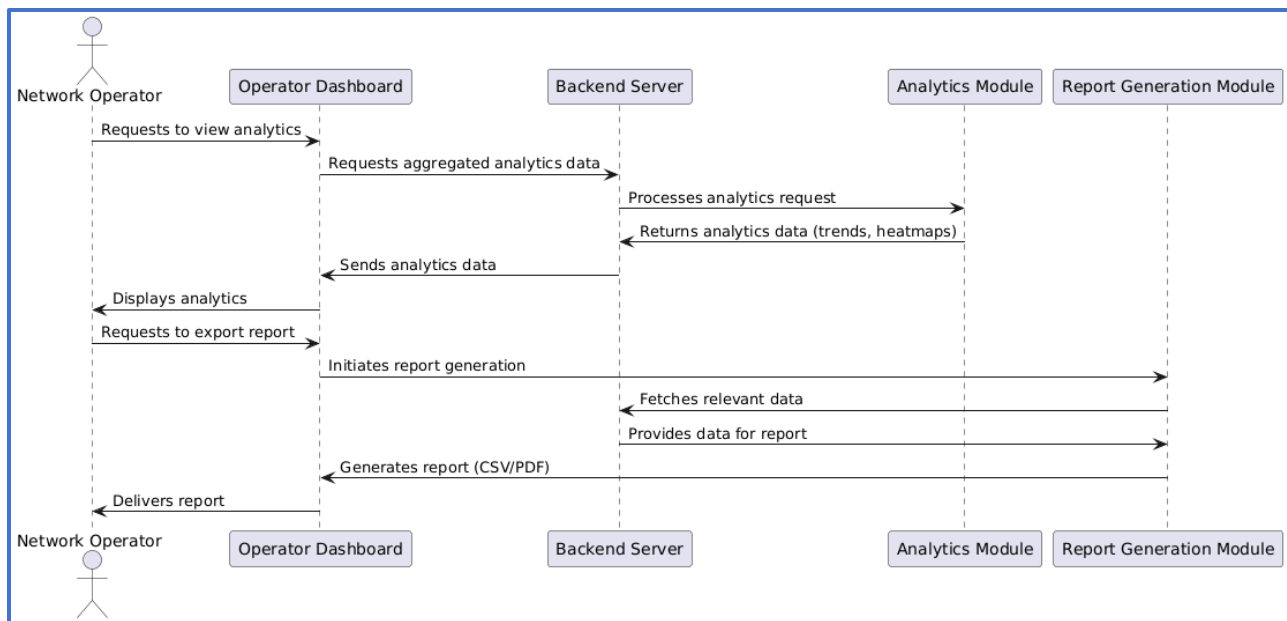 Network Operator
Operator Dashboard
Backend Server
Analytics Module
Report Generation Module
Requests to view analytics
Requests aggregated analytics data
Processes analytics request
Returns analytics data (trends, heatmaps)
Sends analytics data
Displays analytics
Requests to export report
Initiates report generation
Fetches relevant data
Provides data for report
Generates report (CSV/PDF)
Delivers report
Network Operator
Operator Dashboard
Backend Server
Analytics Module
Report Generation Module